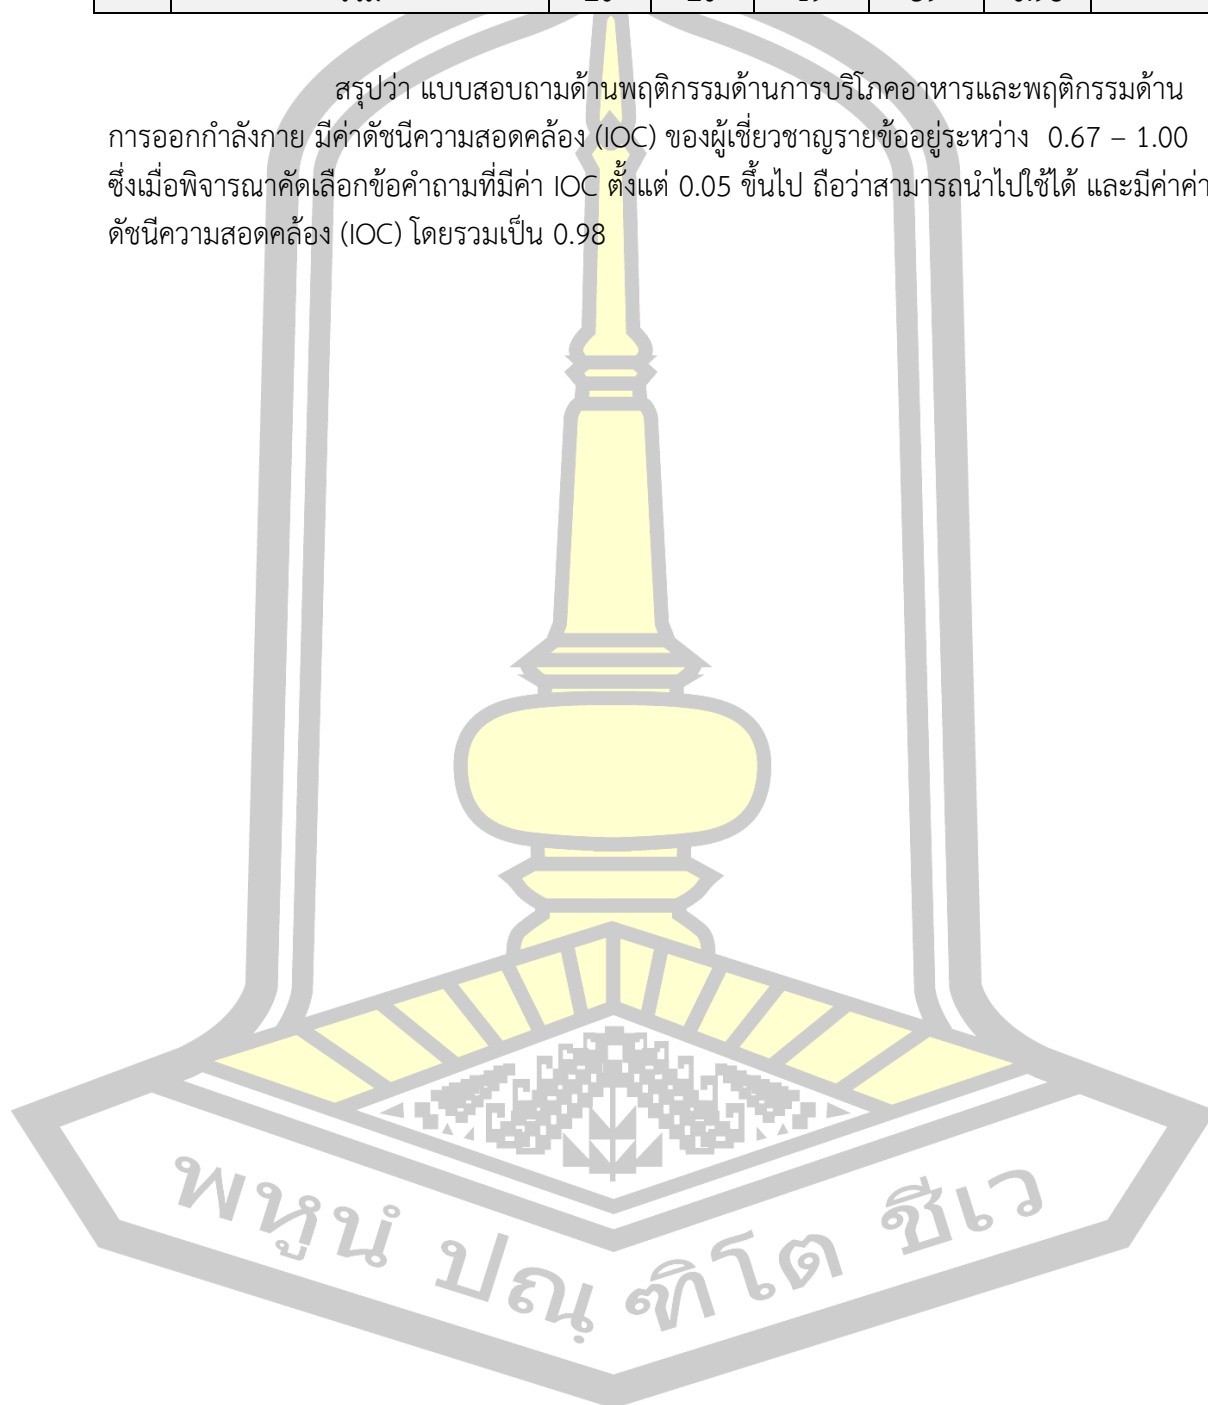 สรุปว่า แบบสอบถามด้านพฤติกรรมด้านการบริโภคอาหารและพฤติกรรมด้าน
การออกกำลังกาย มีค่าดัชนีความสอดคล้อง (IOC) ของผู้เชี่ยวชาญรายข้ออยู่ระหว่าง 0.67 – 1.00
ซึ่งเมื่อพิจารณาคัดเลือกข้อคำถามที่มีค่า IOC ตั้งแต่ 0.05 ขึ้นไป ถือว่าสามารถนำไปใช้ได้ และมีค่าค่า
ดัชนีความสอดคล้อง (IOC) โดยรวมเป็น 0.98
พหูนํ ปณฺฑิโต ชีเว